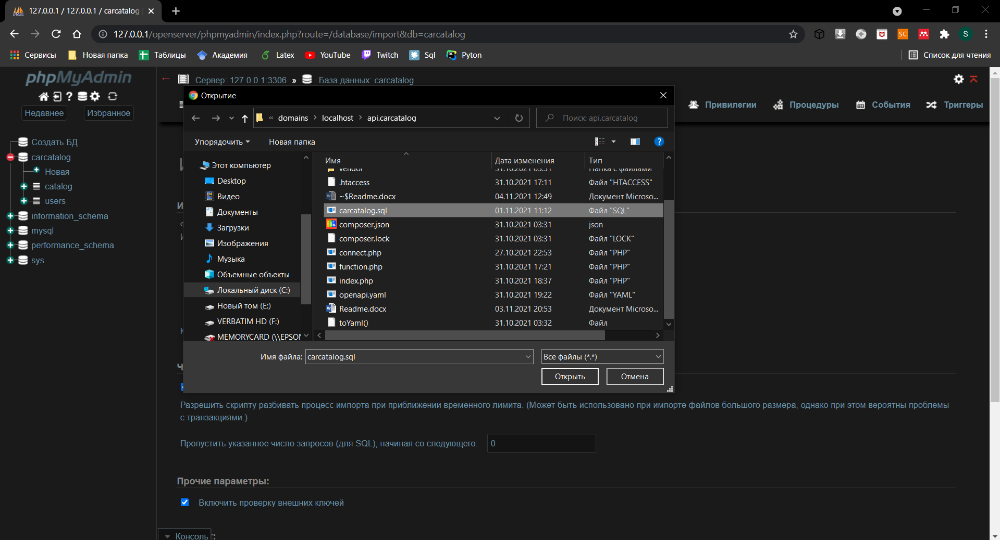 127.0.0.1 / 127.0.0.1 / carcatalog
127.0.0.1/openserver/phpmyadmin/index.php?route=/database/import&db=carcatalog
SC
S
Сервисы
Новая папка
Таблицы
Академия
Latex
YouTube
Twitch
Sql
DL
Pyton
Список для чтения
phpMyAdmin
Недавнее
Избранное
Создать БД
carcatalog
Новая
catalog
users
information_schema
mysql
performance_schema
sys
Сервер: 127.0.0.1:3306 » База данных: carcatalog
Привилегии
Процедуры
События
Триггеры
Открытие
« domains › localhost › api.carcatalog
Поиск: api.carcatalog
Упорядочить
Новая папка
?
Этот компьютер
Desktop
Видео
Документы
Загрузки
Изображения
Музыка
Объемные объекты
Локальный диск (C:)
Новый том (E:)
VERBATIM HD (F:)
MEMORYCARD (\\EPSON
Имя
Дата изменения
Тип
vendor 31.10.2021 03:31 Папка с файлами
.htaccess 31.10.2021 17:11 Файл "HTACCESS"
~$Readme.docx 04.11.2021 12:49 Документ Microso...
carcatalog.sql 01.11.2021 11:12 Файл "SQL"
composer.json 31.10.2021 03:31 json
composer.lock 31.10.2021 03:31 Файл "LOCK"
connect.php 27.10.2021 22:53 Файл "PHP"
function.php 31.10.2021 17:21 Файл "PHP"
index.php 31.10.2021 18:37 Файл "PHP"
openapi.yaml 31.10.2021 19:22 Файл "YAML"
Readme.docx 03.11.2021 20:53 Документ Microso...
toYaml() 31.10.2021 03:32 Файл
Имя файла: carcatalog.sql
Все файлы (*.*)
Открыть
Отмена
Разрешить скрипту разбивать процесс импорта при приближении временного лимита. (Может быть использовано при импорте файлов большого размера, однако при этом вероятны проблемы
с транзакциями.)
Пропустить указанное число запросов (для SQL), начиная со следующего: 0
Прочие параметры:
Включить проверку внешних ключей
Консоль